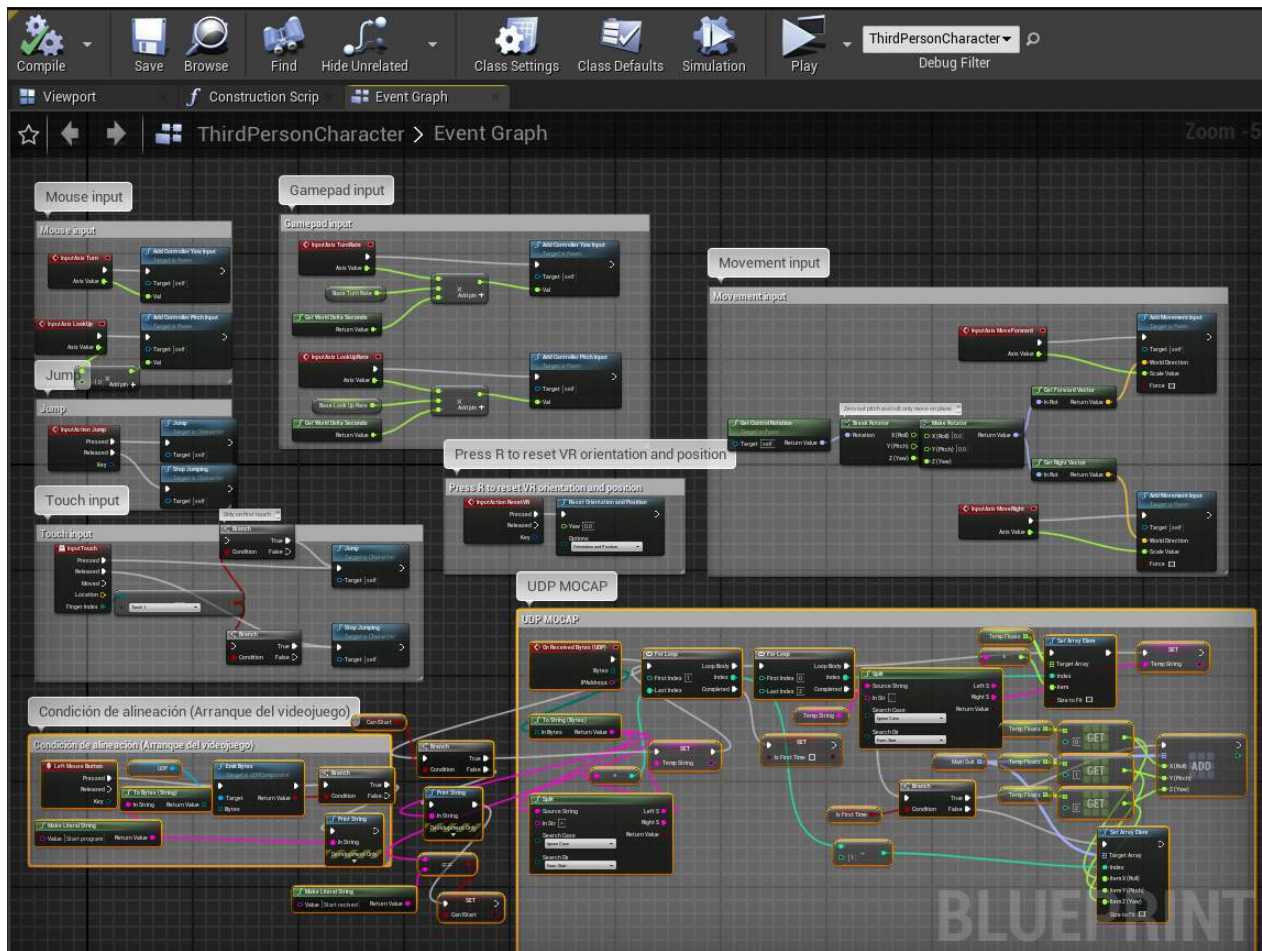 Compile
Save
Browse
Find
Hide Unrelated
Class Settings
Class Defaults
Simulation
Play
ThirdPersonCharacter
Debug Filter
Viewport
Construction Scrip
Event Graph
ThirdPersonCharacter > Event Graph
Zoom -5
Mouse input
Mouse input
InputAxis Turn
Axis Value
Add Controller Yaw Input
Target is Pawn
Target self
Val
InputAxis LookUp
Axis Value
Add Controller Pitch Input
Target is Pawn
Target self
Val
-1.0
Add pin +
Gamepad input
Gamepad input
InputAxis TurnRate
Axis Value
Base Turn Rate
Get World Delta Seconds
Return Value
Add pin +
Add Controller Yaw Input
Target is Pawn
Target self
Val
InputAxis LookUpRate
Axis Value
Base Look Up Rate
Get World Delta Seconds
Return Value
Add pin +
Add Controller Pitch Input
Target is Pawn
Target self
Val
Movement input
Movement input
InputAxis MoveForward
Axis Value
Add Movement Input
Target is Pawn
Target self
World Direction
Scale Value
Force
Get Forward Vector
In Rot Return Value
Zero out pitch and roll, only move on plane
Get Control Rotation
Target is Pawn
Target self Return Value
Break Rotator
Rotation X (Roll)
Y (Pitch)
Z (Yaw)
Make Rotator
X (Roll) 0.0 Return Value
Y (Pitch) 0.0
Z (Yaw)
Get Right Vector
In Rot Return Value
InputAxis MoveRight
Axis Value
Add Movement Input
Target is Pawn
Target self
World Direction
Scale Value
Force
Jump
Jump
InputAction Jump
Pressed
Released
Key
Jump
Target is Character
Target self
Stop Jumping
Target is Character
Target self
Press R to reset VR orientation and position
Press R to reset VR orientation and position
InputAction ResetVR
Pressed
Released
Key
Reset Orientation and Position
Yaw 0.0
Options
Orientation and Position
Touch input
Touch input
Only on first touch
InputTouch
Pressed
Released
Moved
Location
Finger Index
Touch 1
Branch
True
Condition False
Branch
True
Condition False
Jump
Target is Character
Target self
Stop Jumping
Target is Character
Target self
UDP MOCAP
UDP MOCAP
On Received Bytes (UDP)
Bytes
IPAddress
To String (Bytes)
In Bytes Return Value
For Loop
Loop Body
First Index 1 Index
Last Index Completed
For Loop
Loop Body
First Index 0 Index
Last Index 2 Completed
Split
Source String Left S
In Str Right S
Return Value
Search Case
Ignore Case
Search Dir
From Start
Temp String
SET
Is First Time
SET
Temp String
Split
Source String Left S
In Str Right S
Search Case Return Value
Ignore Case
Search Dir
From Start
Temp Floats
Set Array Elem
Target Array
Index
Item
Size to Fit
SET
Temp String
Main Suit
Temp Floats
0 GET
Temp Floats
1 GET
Temp Floats
2 GET
ADD
X (Roll)
Y (Pitch)
Z (Yaw)
Is First Time
Branch
True
Condition False
Set Array Elem
Target Array
Index
Item X (Roll)
Item Y (Pitch)
Item Z (Yaw)
Size to Fit
Condición de alineación (Arranque del videojuego)
Condición de alineación (Arranque del videojuego)
Left Mouse Button
Pressed
Released
Key
UDP
To Bytes (String)
In String Return Value
Make Literal String
Value Start program Return Value
Emit Bytes
Target is UDPComponent
Target Return Value
Bytes
Branch
True
Condition False
Print String
In String
Development Only
Can Start
Branch
True
Condition False
Print String
In String
Development Only
==
Make Literal String
Value Start recived Return Value
SET
Can Start
BLUEPRINT